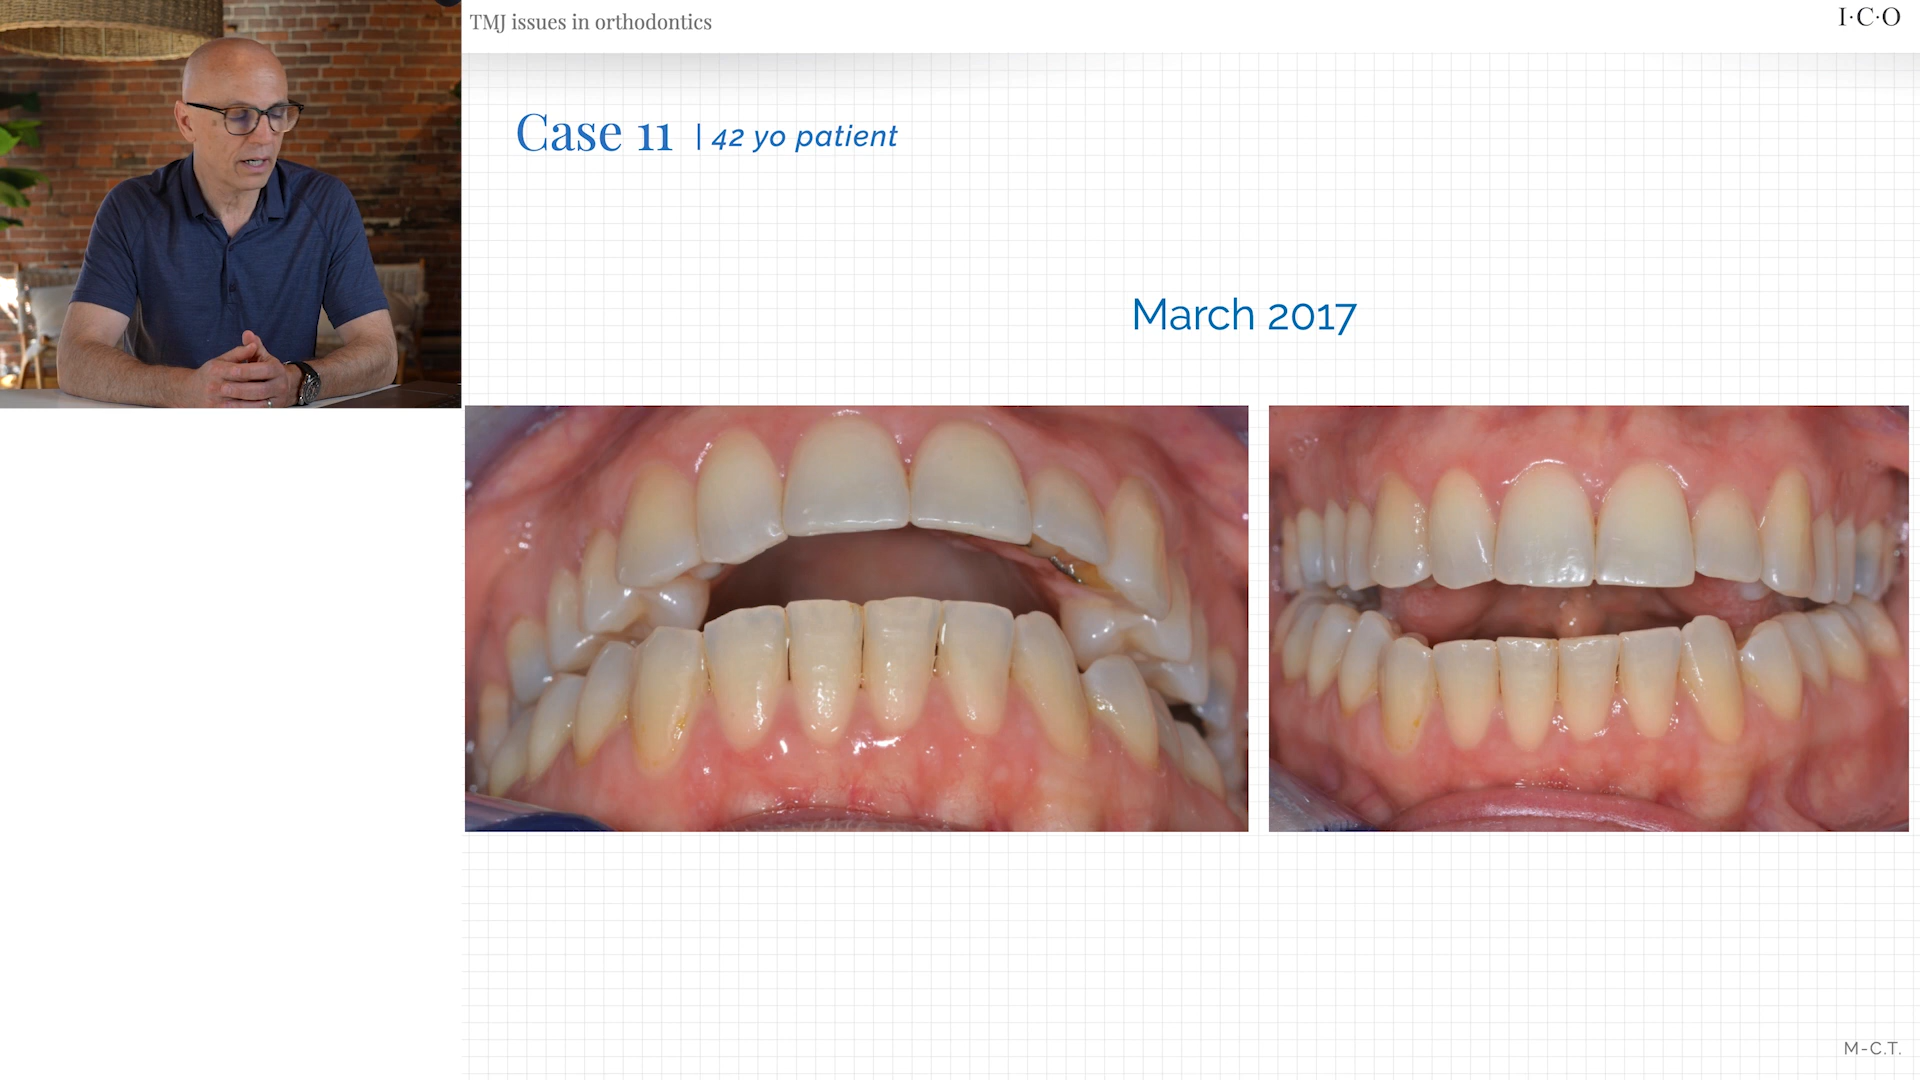 TMJ issues in orthodontics
I·C·O
Case 11 | 42 yo patient
March 2017
M-C.T.